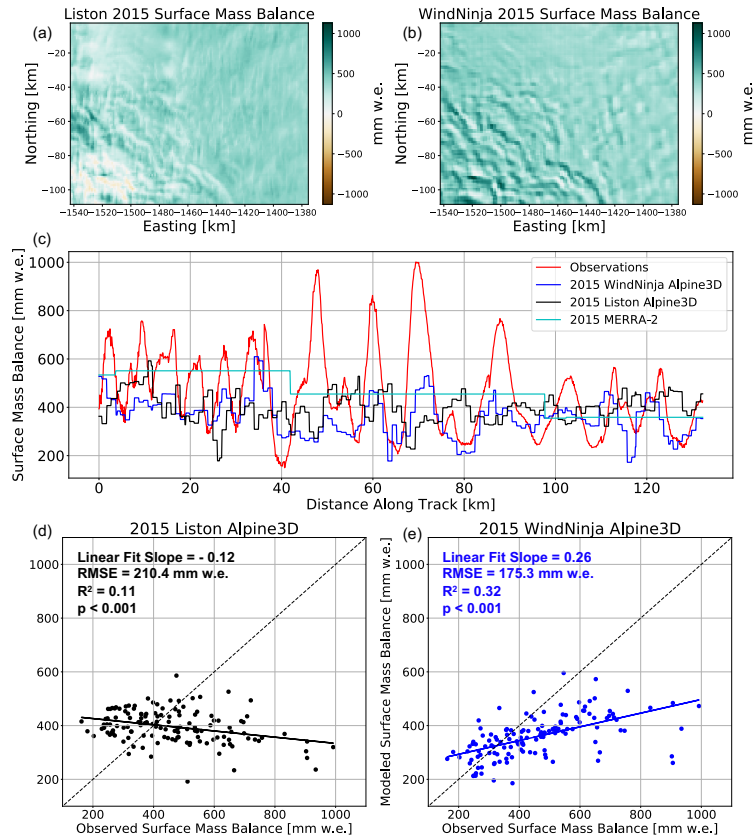 Liston 2015 Surface Mass Balance
WindNinja 2015 Surface Mass Balance
(a)
(b)
0
−20
−40
−60
−80
−100
Northing [km]
−1540 −1520 −1500 −1480 −1460 −1440 −1420 −1400 −1380
Easting [km]
1000
500
0
−500
−1000
mm w.e.
0
−20
−40
−60
−80
−100
Northing [km]
−1540 −1520 −1500 −1480 −1460 −1440 −1420 −1400 −1380
Easting [km]
1000
500
0
−500
−1000
mm w.e.
(c)
Surface Mass Balance [mm w.e.]
1000
800
600
400
200
Observations
2015 WindNinja Alpine3D
2015 Liston Alpine3D
2015 MERRA-2
0 20 40 60 80 100 120
Distance Along Track [km]
(d)
2015 Liston Alpine3D
Linear Fit Slope = - 0.12
RMSE = 210.4 mm w.e.
R² = 0.11
p < 0.001
1000
800
600
400
200
200 400 600 800 1000
Observed Surface Mass Balance [mm w.e.]
(e)
2015 WindNinja Alpine3D
Linear Fit Slope = 0.26
RMSE = 175.3 mm w.e.
R² = 0.32
p < 0.001
Modeled Surface Mass Balance [mm w.e.]
1000
800
600
400
200
200 400 600 800 1000
Observed Surface Mass Balance [mm w.e.]